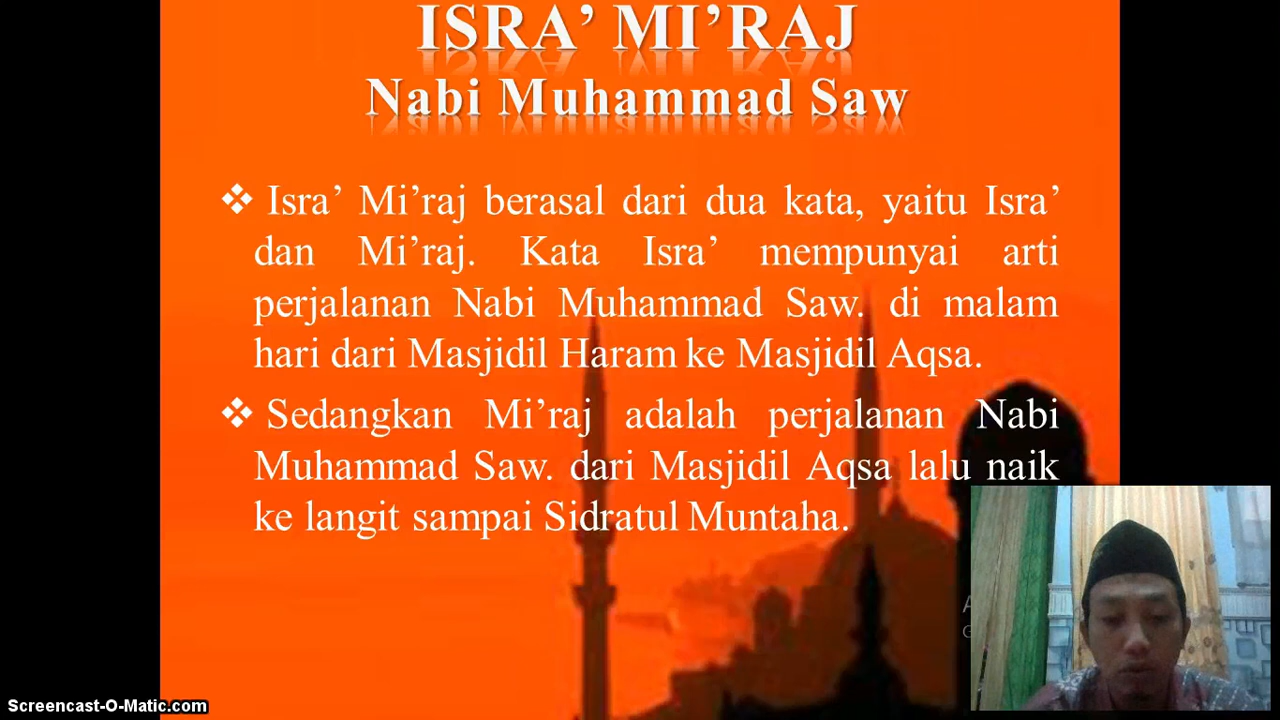 ISRA’ MI’RAJ
Nabi Muhammad Saw
❖ Isra’ Mi’raj berasal dari dua kata, yaitu Isra’
dan Mi’raj. Kata Isra’ mempunyai arti
perjalanan Nabi Muhammad Saw. di malam
hari dari Masjidil Haram ke Masjidil Aqsa.
❖ Sedangkan Mi’raj adalah perjalanan Nabi
Muhammad Saw. dari Masjidil Aqsa lalu naik
ke langit sampai Sidratul Muntaha.
Screencast-O-Matic.com